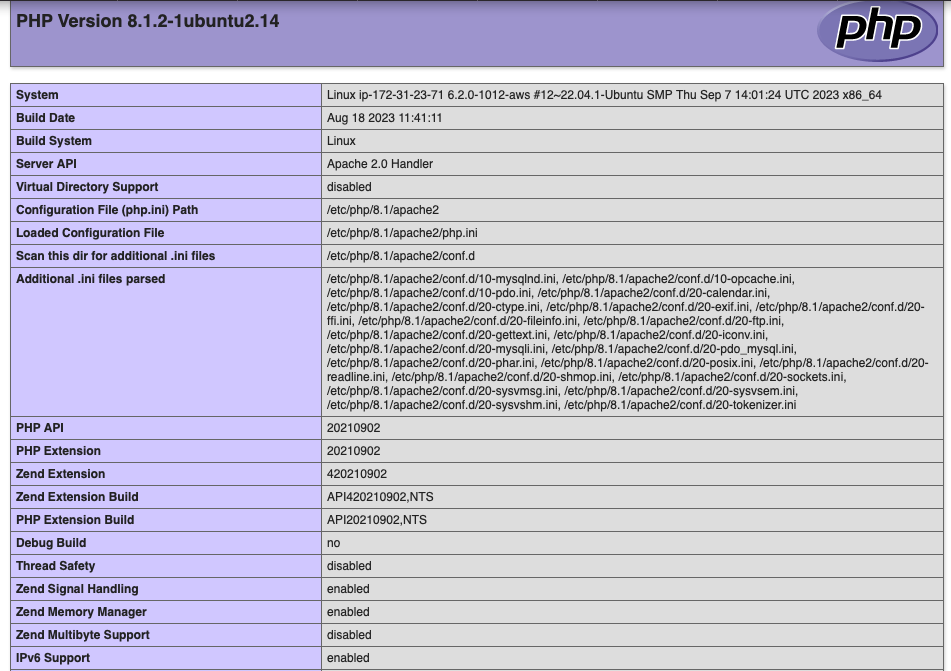 PHP Version 8.1.2-1ubuntu2.14
php
System Linux ip-172-31-23-71 6.2.0-1012-aws #12~22.04.1-Ubuntu SMP Thu Sep 7 14:01:24 UTC 2023 x86_64
Build Date Aug 18 2023 11:41:11
Build System Linux
Server API Apache 2.0 Handler
Virtual Directory Support disabled
Configuration File (php.ini) Path /etc/php/8.1/apache2
Loaded Configuration File /etc/php/8.1/apache2/php.ini
Scan this dir for additional .ini files /etc/php/8.1/apache2/conf.d
Additional .ini files parsed /etc/php/8.1/apache2/conf.d/10-mysqlnd.ini, /etc/php/8.1/apache2/conf.d/10-opcache.ini,
/etc/php/8.1/apache2/conf.d/10-pdo.ini, /etc/php/8.1/apache2/conf.d/20-calendar.ini,
/etc/php/8.1/apache2/conf.d/20-ctype.ini, /etc/php/8.1/apache2/conf.d/20-exif.ini, /etc/php/8.1/apache2/conf.d/20-
ffi.ini, /etc/php/8.1/apache2/conf.d/20-fileinfo.ini, /etc/php/8.1/apache2/conf.d/20-ftp.ini,
/etc/php/8.1/apache2/conf.d/20-gettext.ini, /etc/php/8.1/apache2/conf.d/20-iconv.ini,
/etc/php/8.1/apache2/conf.d/20-mysqli.ini, /etc/php/8.1/apache2/conf.d/20-pdo_mysql.ini,
/etc/php/8.1/apache2/conf.d/20-phar.ini, /etc/php/8.1/apache2/conf.d/20-posix.ini, /etc/php/8.1/apache2/conf.d/20-
readline.ini, /etc/php/8.1/apache2/conf.d/20-shmop.ini, /etc/php/8.1/apache2/conf.d/20-sockets.ini,
/etc/php/8.1/apache2/conf.d/20-sysvmsg.ini, /etc/php/8.1/apache2/conf.d/20-sysvsem.ini,
/etc/php/8.1/apache2/conf.d/20-sysvshm.ini, /etc/php/8.1/apache2/conf.d/20-tokenizer.ini
PHP API 20210902
PHP Extension 20210902
Zend Extension 420210902
Zend Extension Build API420210902,NTS
PHP Extension Build API20210902,NTS
Debug Build no
Thread Safety disabled
Zend Signal Handling enabled
Zend Memory Manager enabled
Zend Multibyte Support disabled
IPv6 Support enabled